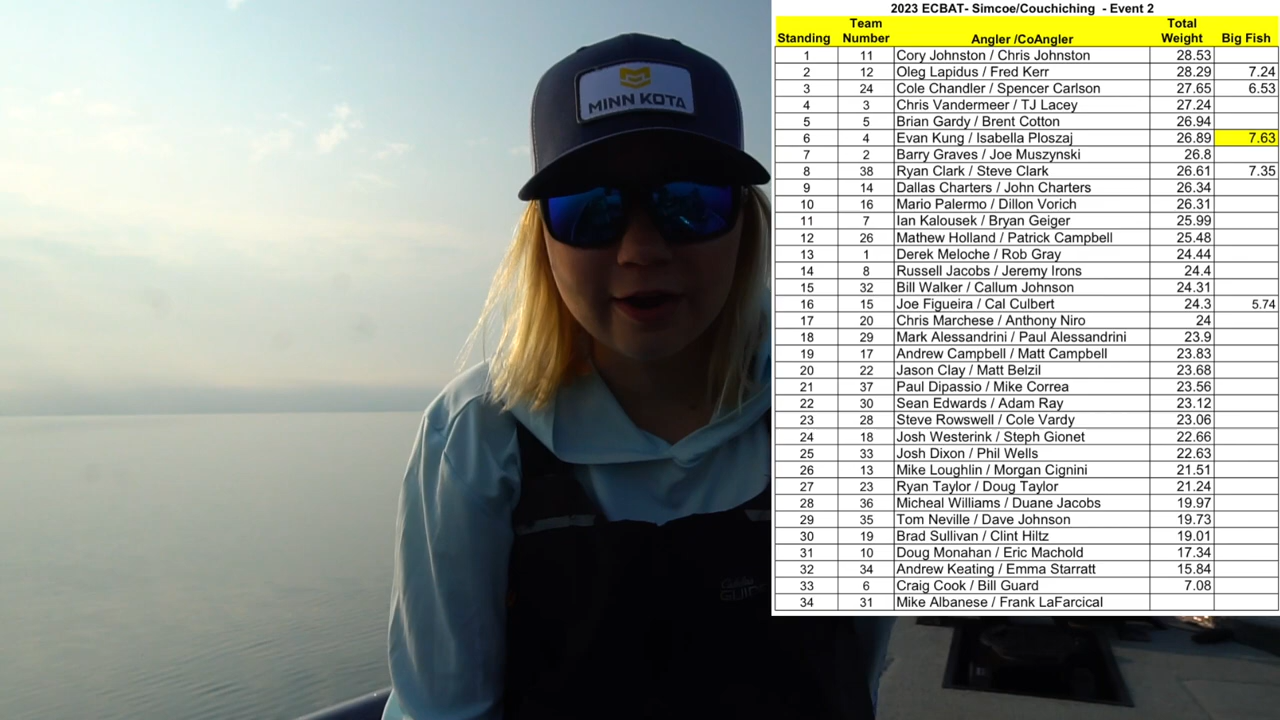 2023 ECBAT- Simcoe/Couchiching - Event 2
Standing Team Number Angler /CoAngler Total Weight Big Fish
1 11 Cory Johnston / Chris Johnston 28.53
2 12 Oleg Lapidus / Fred Kerr 28.29 7.24
3 24 Cole Chandler / Spencer Carlson 27.65 6.53
4 3 Chris Vandermeer / TJ Lacey 27.24
5 5 Brian Gardy / Brent Cotton 26.94
6 4 Evan Kung / Isabella Ploszaj 26.89 7.63
7 2 Barry Graves / Joe Muszynski 26.8
8 38 Ryan Clark / Steve Clark 26.61 7.35
9 14 Dallas Charters / John Charters 26.34
10 16 Mario Palermo / Dillon Vorich 26.31
11 7 Ian Kalousek / Bryan Geiger 25.99
12 26 Mathew Holland / Patrick Campbell 25.48
13 1 Derek Meloche / Rob Gray 24.44
14 8 Russell Jacobs / Jeremy Irons 24.4
15 32 Bill Walker / Callum Johnson 24.31
16 15 Joe Figueira / Cal Culbert 24.3 5.74
17 20 Chris Marchese / Anthony Niro 24
18 29 Mark Alessandrini / Paul Alessandrini 23.9
19 17 Andrew Campbell / Matt Campbell 23.83
20 22 Jason Clay / Matt Belzil 23.68
21 37 Paul Dipassio / Mike Correa 23.56
22 30 Sean Edwards / Adam Ray 23.12
23 28 Steve Rowswell / Cole Vardy 23.06
24 18 Josh Westerink / Steph Gionet 22.66
25 33 Josh Dixon / Phil Wells 22.63
26 13 Mike Loughlin / Morgan Cignini 21.51
27 23 Ryan Taylor / Doug Taylor 21.24
28 36 Micheal Williams / Duane Jacobs 19.97
29 35 Tom Neville / Dave Johnson 19.73
30 19 Brad Sullivan / Clint Hiltz 19.01
31 10 Doug Monahan / Eric Machold 17.34
32 34 Andrew Keating / Emma Starratt 15.84
33 6 Craig Cook / Bill Guard 7.08
34 31 Mike Albanese / Frank LaFarcical
MINN KOTA